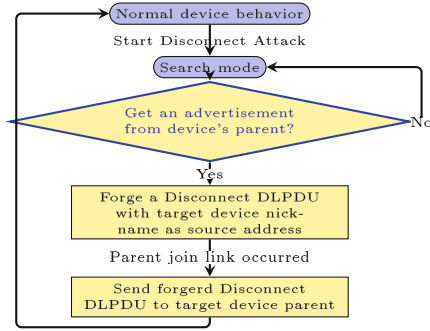 Normal device behavior
Start Disconnect Attack
Search mode
Get an advertisement
from device's parent?
No
Yes
Forge a Disconnect DLPDU
with target device nick-
name as source address
Parent join link occurred
Send forgerd Disconnect
DLPDU to target device parent